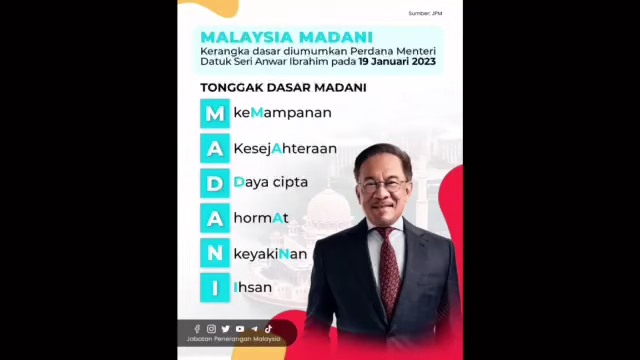 Sumber: JPM
MALAYSIA MADANI
Kerangka dasar diumumkan Perdana Menteri
Datuk Seri Anwar Ibrahim pada 19 Januari 2023
TONGGAK DASAR MADANI
M keMampanan
A KesejAhteraan
D Daya cipta
A hormAt
N keyakiNan
I Ihsan
Jabatan Penerangan Malaysia